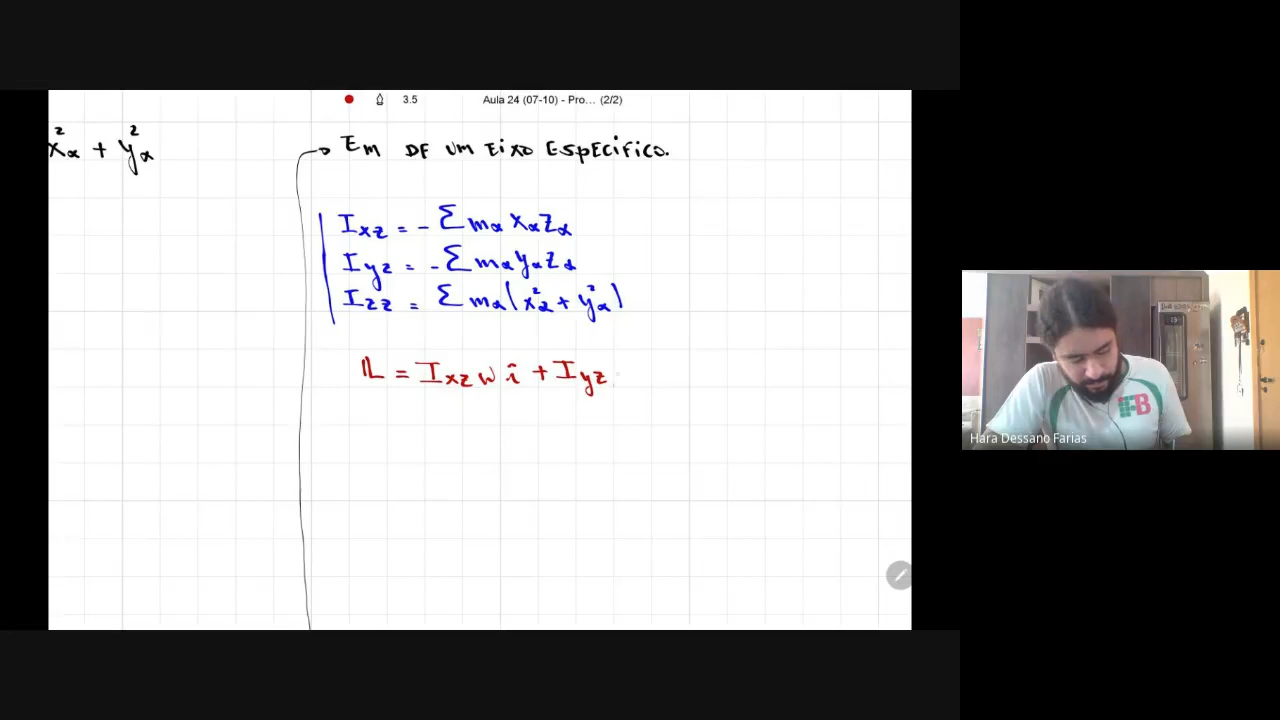 3.5 Aula 24 (07-10) - Pro... (2/2)
x²α + y²α
Em DE UM EIXO ESPECIFICO.
Ixz = - Σ mα xα zα
Iyz = - Σ mα yα zα
Izz = Σ mα (x²α + y²α)
𝕃 = Ixz w î + Iyz
IFB
Hara Dessano Farias